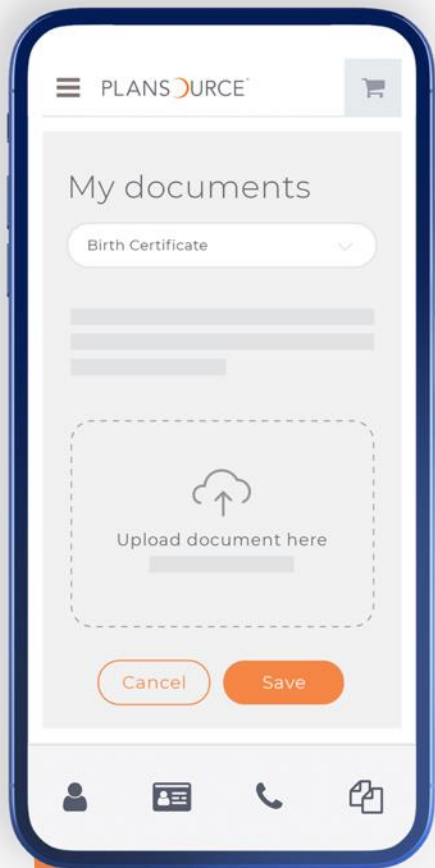 PLANSOURCE
My documents
Birth Certificate
Upload document here
Cancel
Save